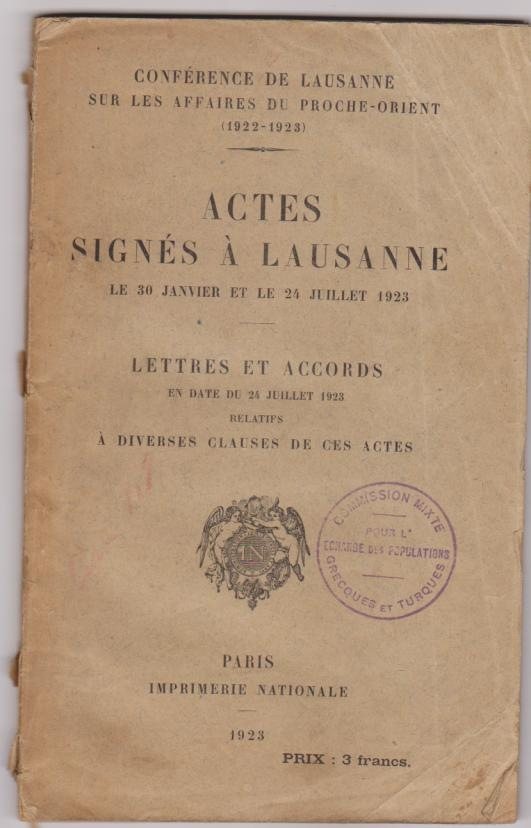 CONFÉRENCE DE LAUSANNE
SUR LES AFFAIRES DU PROCHE-ORIENT
(1922-1923)
ACTES
SIGNÉS À LAUSANNE
LE 30 JANVIER ET LE 24 JUILLET 1923
LETTRES ET ACCORDS
EN DATE DU 24 JUILLET 1923
RELATIFS
À DIVERSES CLAUSES DE CES ACTES
IN
COMMISSION MIXTE
POUR L'
ECHANGE DES POPULATIONS
GRECQUES ET TURQUES
PARIS
IMPRIMERIE NATIONALE
1923
PRIX : 3 francs.